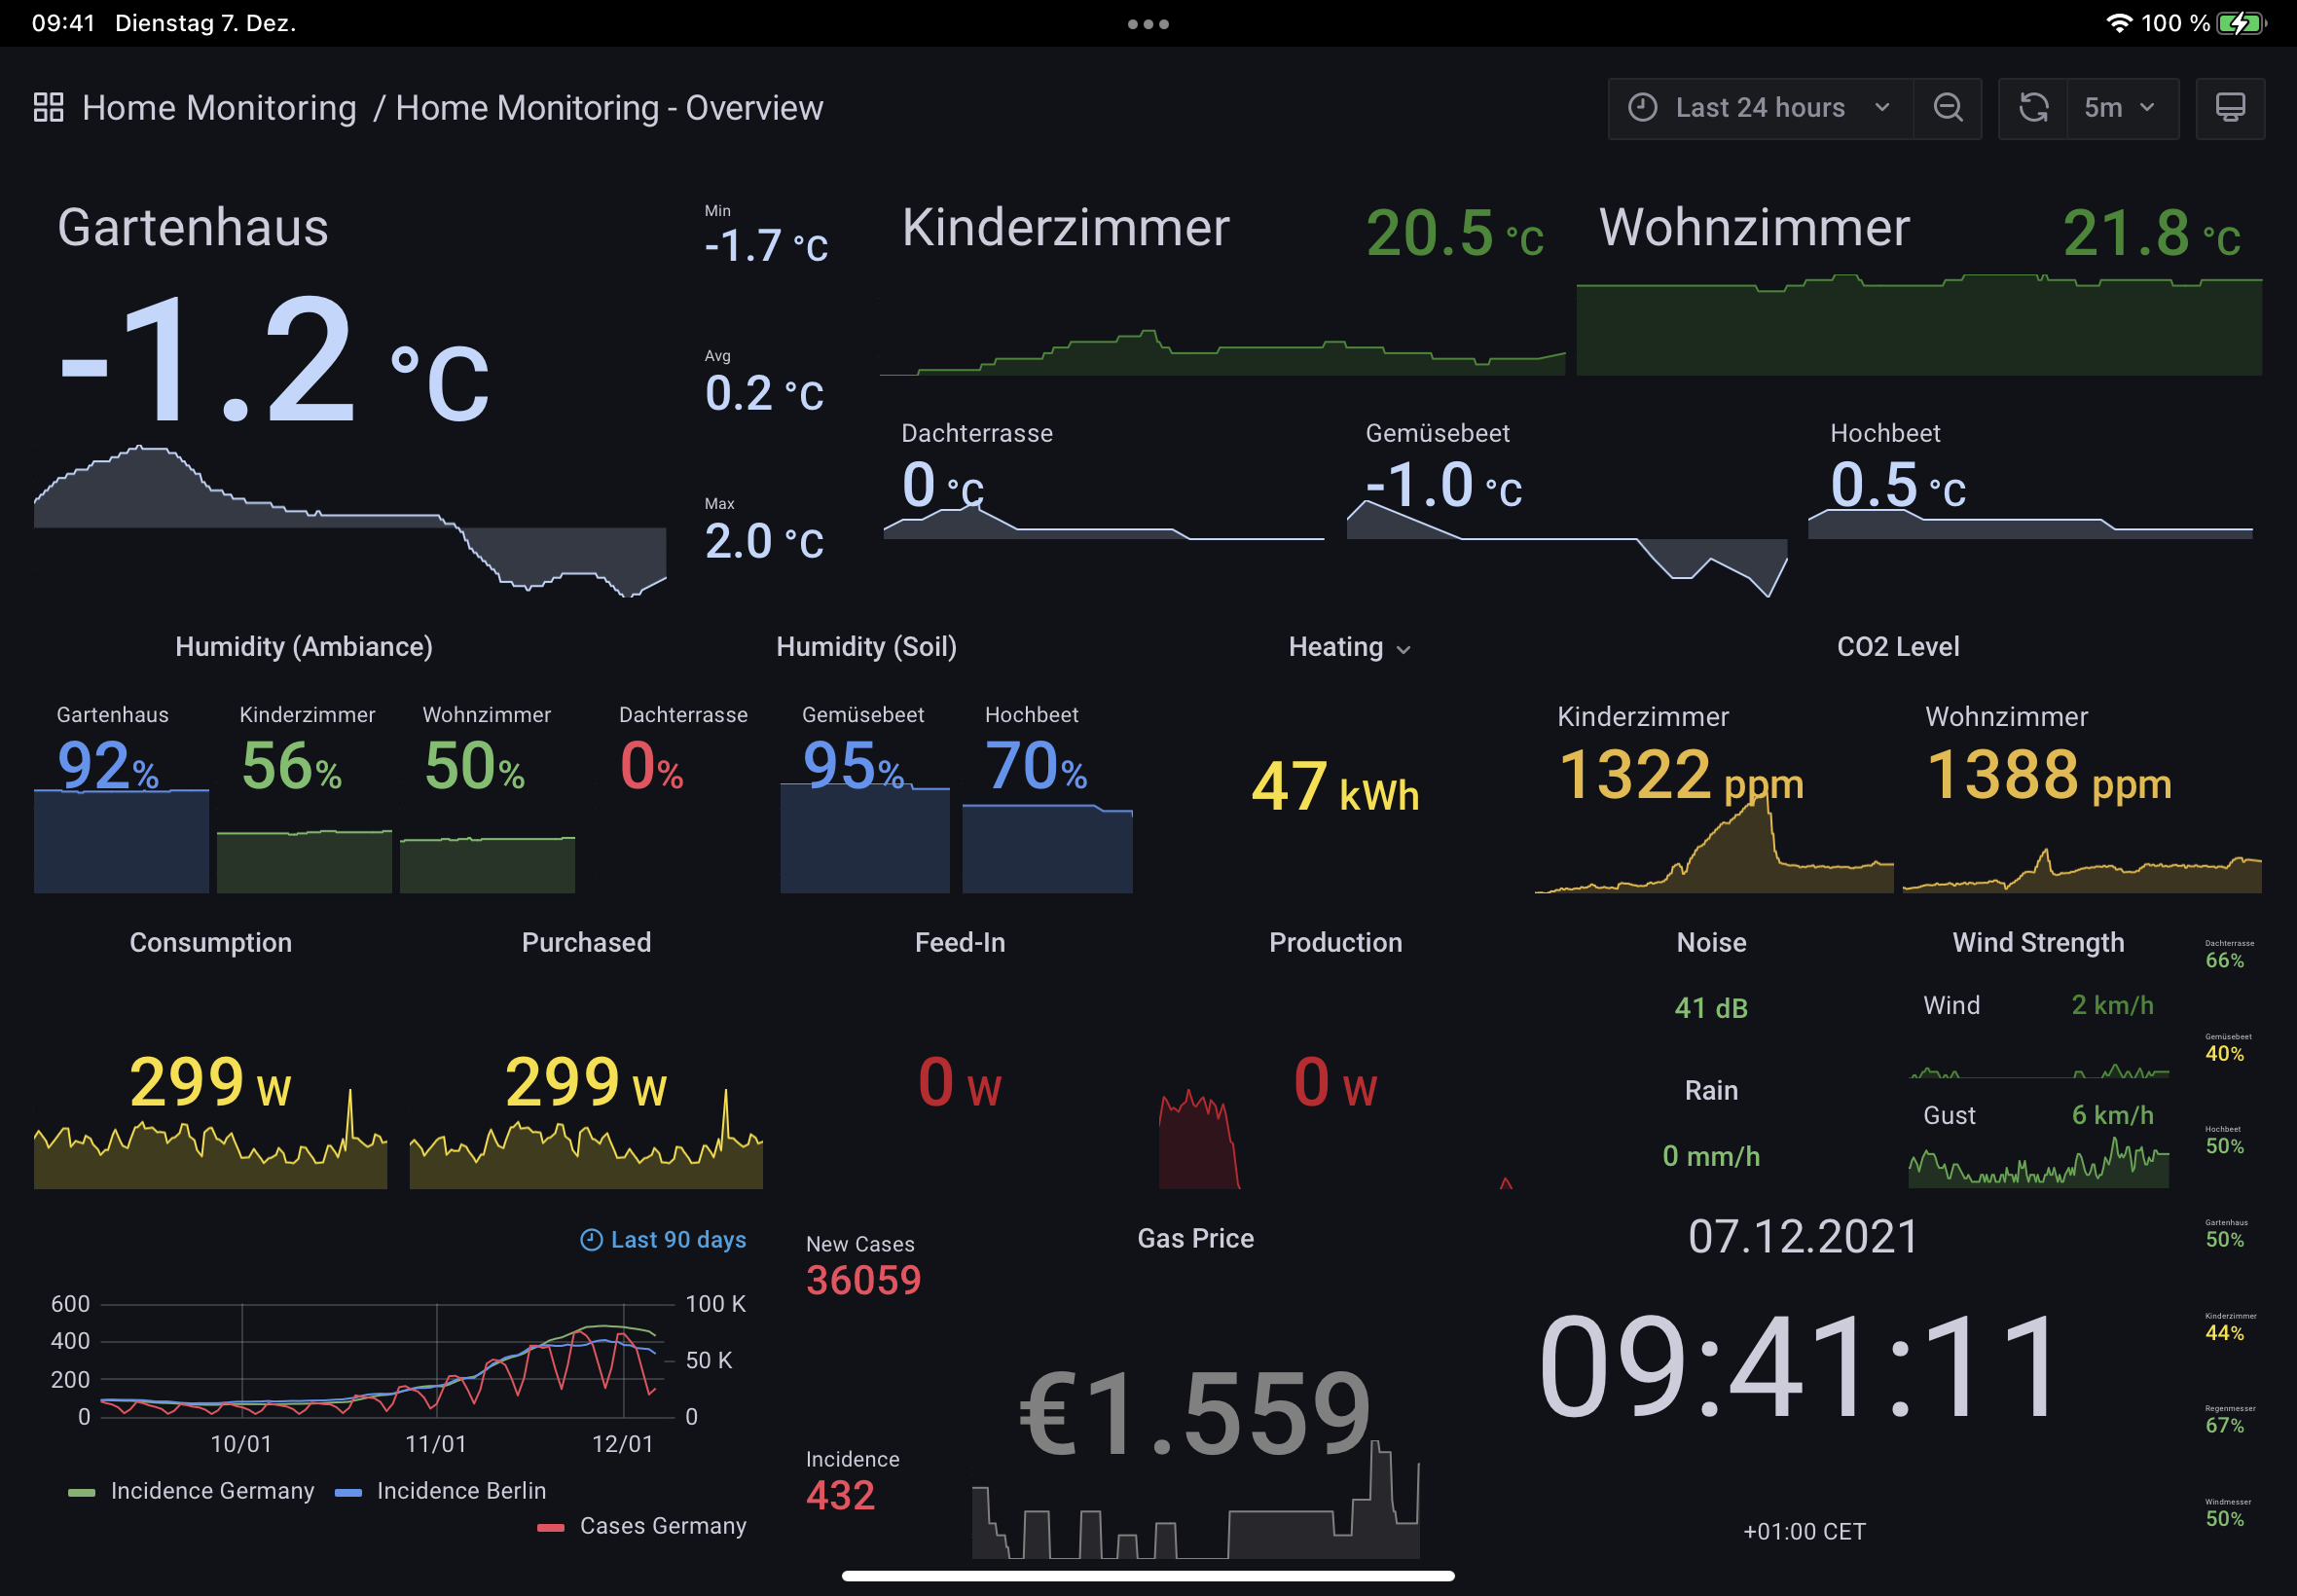 09:41 Dienstag 7. Dez.
100 %
Home Monitoring / Home Monitoring - Overview
Last 24 hours
5m
Gartenhaus
-1.2 °C
Min
-1.7 °C
Avg
0.2 °C
Max
2.0 °C
Kinderzimmer
20.5 °C
Wohnzimmer
21.8 °C
Dachterrasse
0 °C
Gemüsebeet
-1.0 °C
Hochbeet
0.5 °C
Humidity (Ambiance)
Gartenhaus
92%
Kinderzimmer
56%
Wohnzimmer
50%
Dachterrasse
0%
Humidity (Soil)
Gemüsebeet
95%
Hochbeet
70%
Heating
47 kWh
CO2 Level
Kinderzimmer
1322 ppm
Wohnzimmer
1388 ppm
Consumption
299 W
Purchased
299 W
Feed-In
0 W
Production
0 W
Noise
41 dB
Rain
0 mm/h
Wind Strength
Wind 2 km/h
Gust 6 km/h
Dachterrasse
66%
Gemüsebeet
40%
Hochbeet
50%
Gartenhaus
50%
Kinderzimmer
44%
Regenmesser
67%
Windmesser
50%
Last 90 days
600
400
200
0
100 K
50 K
0
10/01
11/01
12/01
Incidence Germany
Incidence Berlin
Cases Germany
New Cases
36059
Incidence
432
Gas Price
€1.559
07.12.2021
09:41:11
+01:00 CET